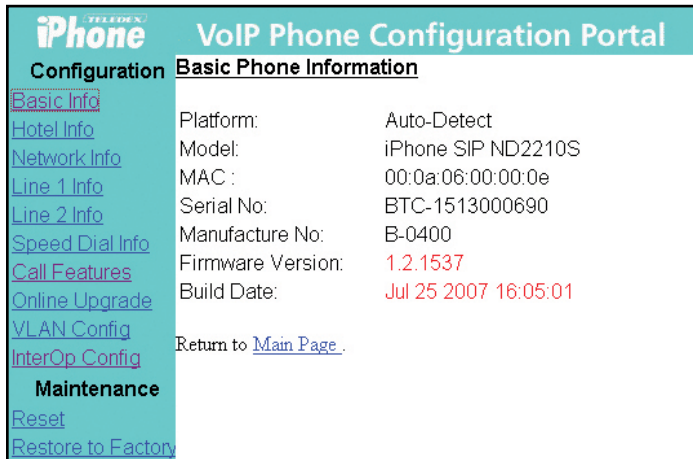 TELEDEX
iPhone
VoIP Phone Configuration Portal
Configuration
Basic Info
Hotel Info
Network Info
Line 1 Info
Line 2 Info
Speed Dial Info
Call Features
Online Upgrade
VLAN Config
InterOp Config
Maintenance
Reset
Restore to Factory
Basic Phone Information
Platform: Auto-Detect
Model: iPhone SIP ND2210S
MAC : 00:0a:06:00:00:0e
Serial No: BTC-1513000690
Manufacture No: B-0400
Firmware Version: 1.2.1537
Build Date: Jul 25 2007 16:05:01
Return to Main Page .